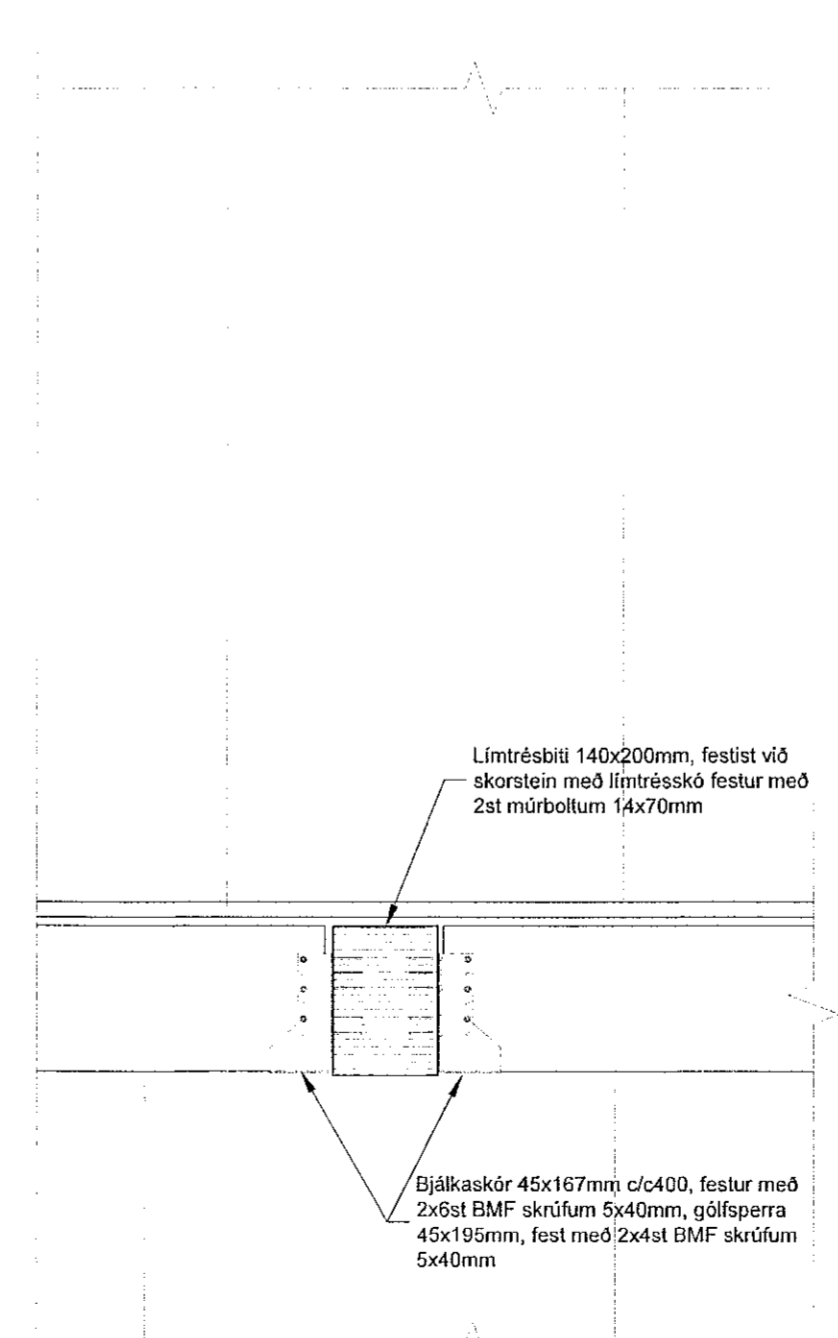 Límtrésbiti 140x200mm, festist við
skorstein með límtrésskó festur með
2st múrboltum 14x70mm
Bjálkaskór 45x167mm c/c400, festur með
2x6st BMF skrúfum 5x40mm, gólfsperra
45x195mm, fest með 2x4st BMF skrúfum
5x40mm